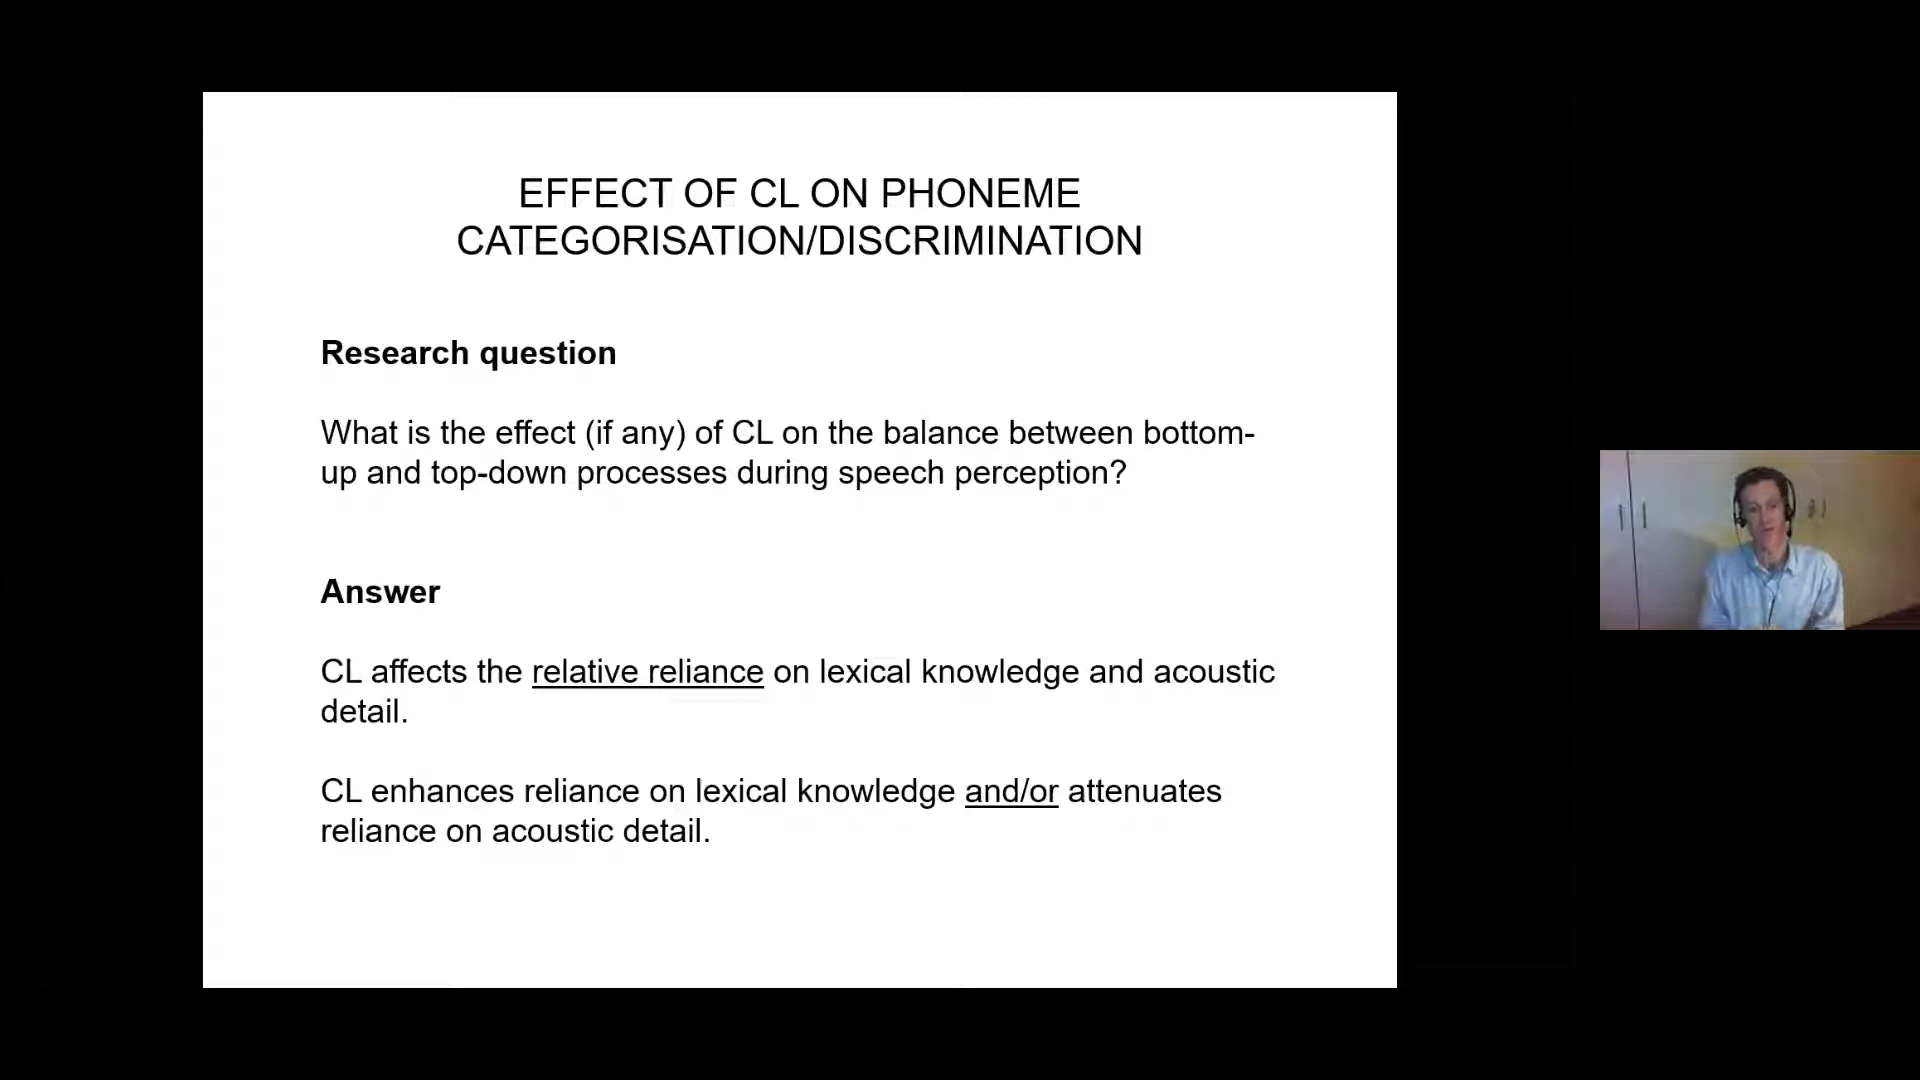 EFFECT OF CL ON PHONEME
CATEGORISATION/DISCRIMINATION
Research question
What is the effect (if any) of CL on the balance between bottom-
up and top-down processes during speech perception?
Answer
CL affects the relative reliance on lexical knowledge and acoustic
detail.
CL enhances reliance on lexical knowledge and/or attenuates
reliance on acoustic detail.